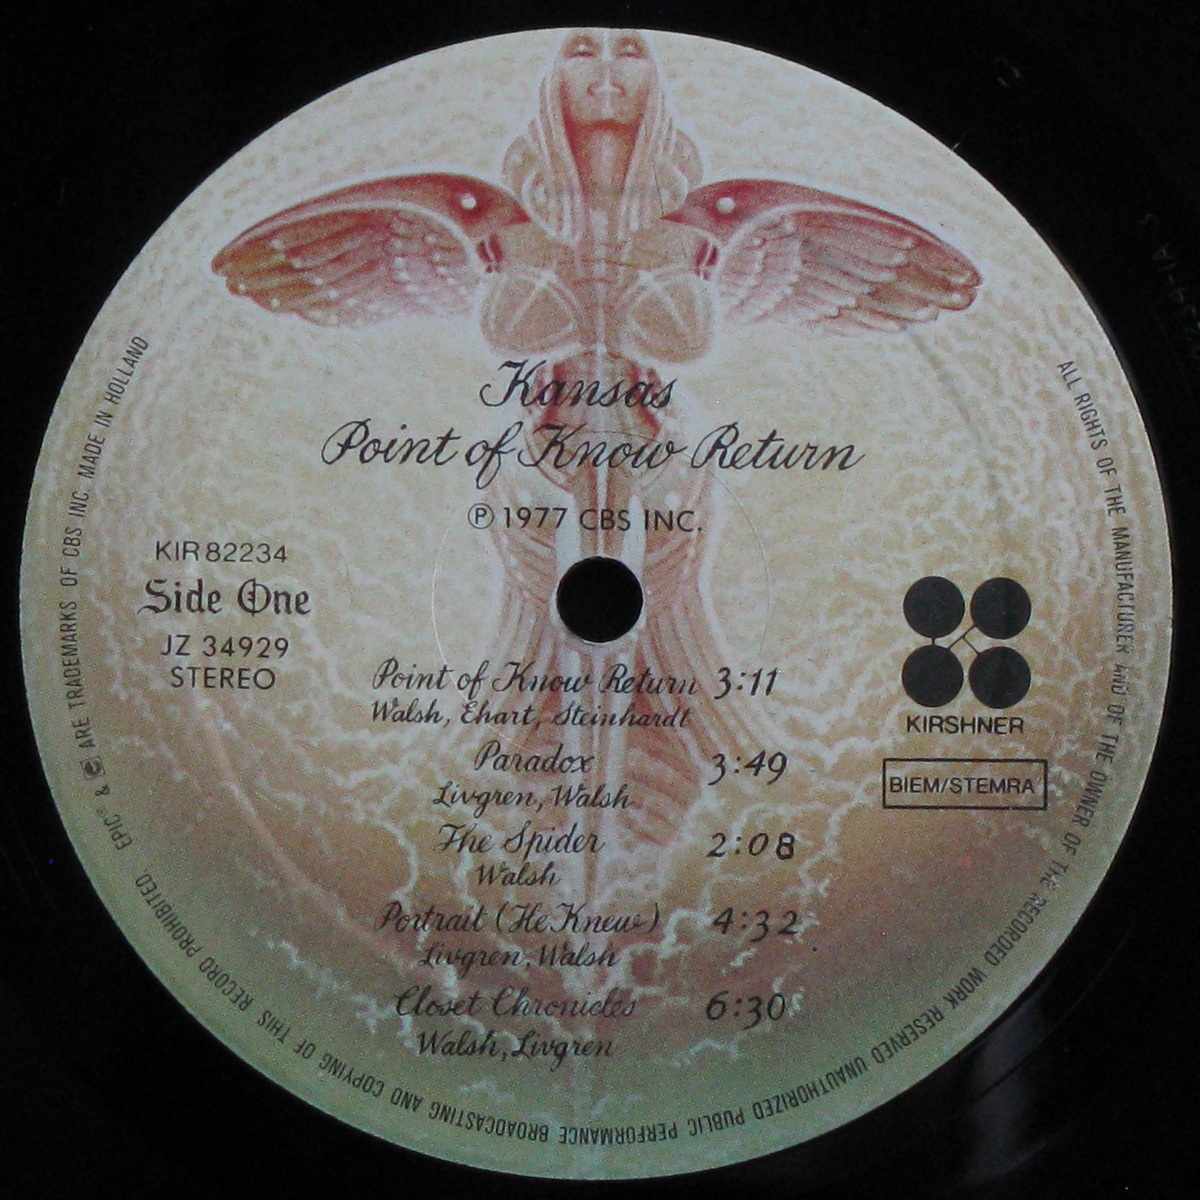 Kansas
Point of Know Return
Ⓟ 1977 CBS INC.
KIR 82234
Side One
JZ 34929
STEREO
Point of Know Return 3:11
Walsh, Ehart, Steinhardt
Paradox 3:49
Livgren, Walsh
The Spider 2:08
Walsh
Portrait (He Knew) 4:32
Livgren, Walsh
Closet Chronicles 6:30
Walsh, Livgren
KIRSHNER
BIEM/STEMRA
ALL RIGHTS OF THE MANUFACTURER AND OF THE OWNER OF THE RECORDED WORK RESERVED UNAUTHORIZED PUBLIC PERFORMANCE BROADCASTING AND COPYING OF THIS RECORD PROHIBITED.
EPIC® & ARE TRADEMARKS OF CBS INC. MADE IN HOLLAND